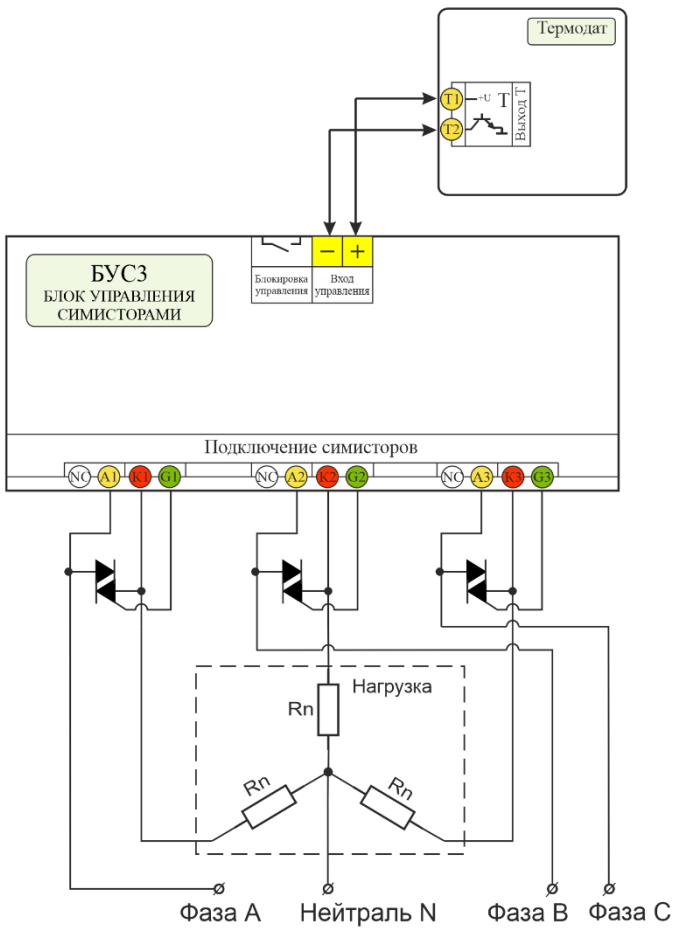 Термодат
T1
+U
T
Выход Т
T2
БУС3
БЛОК УПРАВЛЕНИЯ
СИМИСТОРАМИ
− +
Блокировка
управления
Вход
управления
Подключение симисторов
NC A1 K1 G1 NC A2 K2 G2 NC A3 K3 G3
Нагрузка
Rn
Rn
Rn
Фаза А Нейтраль N Фаза В Фаза С